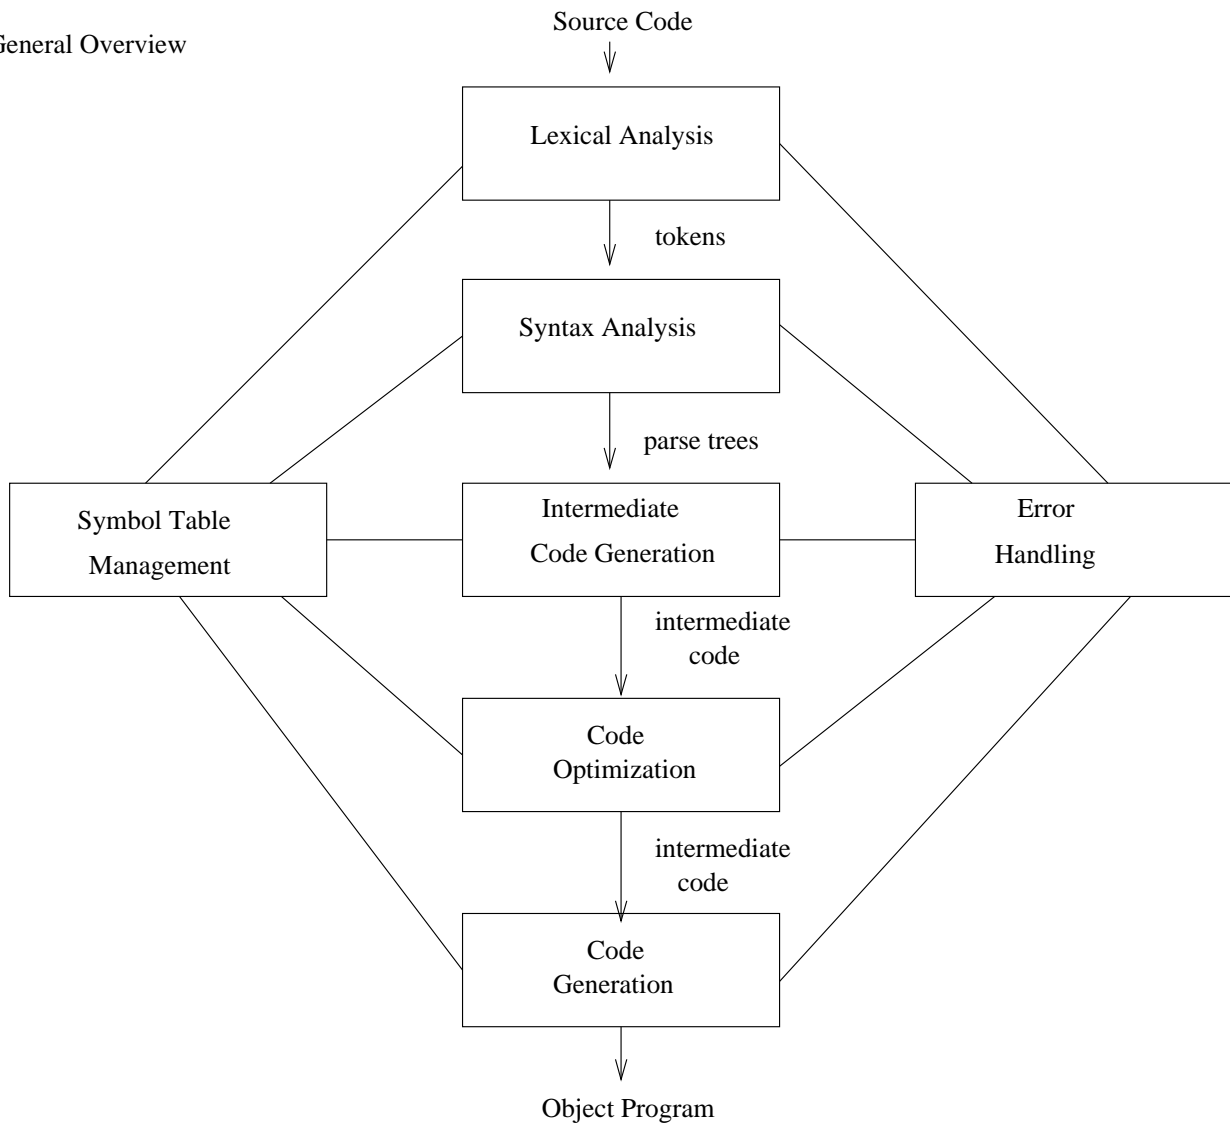 General Overview
Source Code
Lexical Analysis
tokens
Syntax Analysis
parse trees
Symbol Table
Management
Intermediate
Code Generation
Error
Handling
intermediate
code
Code
Optimization
intermediate
code
Code
Generation
Object Program